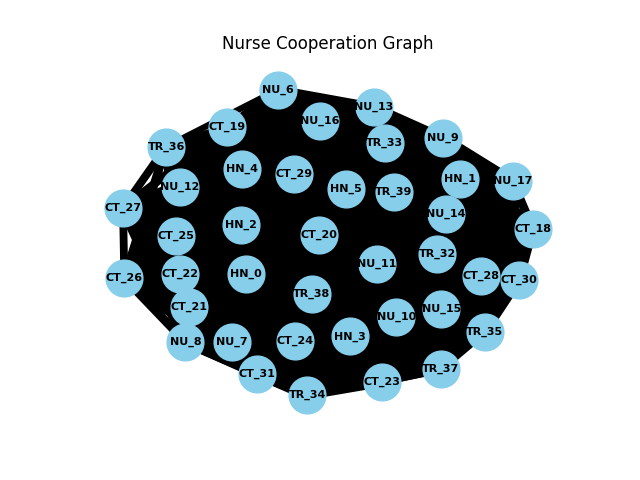 Nurse Cooperation Graph
NU_6
NU_13
NU_16
CT_19
NU_9
TR_33
TR_36
HN_4
CT_29
HN_1
NU_17
NU_12
HN_5
TR_39
CT_27
NU_14
HN_2
CT_18
CT_25
CT_20
TR_32
NU_11
CT_22
HN_0
CT_28
CT_26
CT_30
TR_38
CT_21
NU_15
NU_10
TR_35
HN_3
CT_24
NU_8
NU_7
TR_37
CT_31
CT_23
TR_34